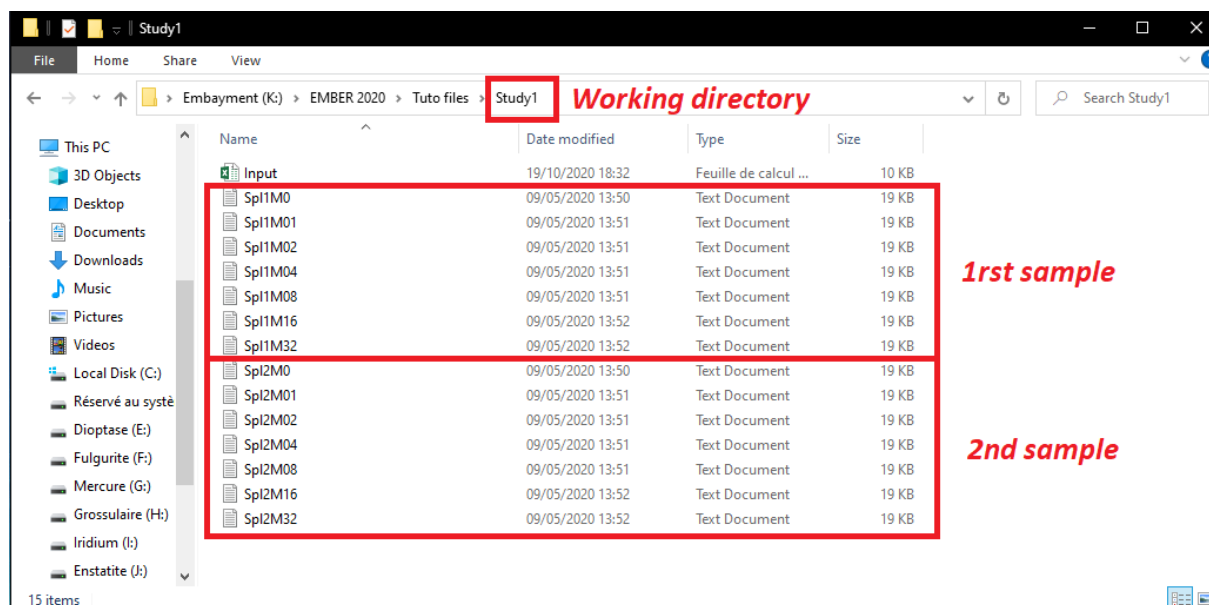 Study1
File Home Share View
Embayment (K:) > EMBER 2020 > Tuto files > Study1 Working directory Search Study1
Name Date modified Type Size
This PC
3D Objects
Desktop
Documents
Downloads
Music
Pictures
Videos
Local Disk (C:)
Réservé au systè
Dioptase (E:)
Fulgurite (F:)
Mercure (G:)
Grossulaire (H:)
Iridium (I:)
Enstatite (J:)
Input 19/10/2020 18:32 Feuille de calcul ... 10 KB
Spl1M0 09/05/2020 13:50 Text Document 19 KB
Spl1M01 09/05/2020 13:51 Text Document 19 KB
Spl1M02 09/05/2020 13:51 Text Document 19 KB
Spl1M04 09/05/2020 13:51 Text Document 19 KB
Spl1M08 09/05/2020 13:51 Text Document 19 KB
Spl1M16 09/05/2020 13:52 Text Document 19 KB
Spl1M32 09/05/2020 13:52 Text Document 19 KB
1rst sample
Spl2M0 09/05/2020 13:50 Text Document 19 KB
Spl2M01 09/05/2020 13:51 Text Document 19 KB
Spl2M02 09/05/2020 13:51 Text Document 19 KB
Spl2M04 09/05/2020 13:51 Text Document 19 KB
Spl2M08 09/05/2020 13:51 Text Document 19 KB
Spl2M16 09/05/2020 13:52 Text Document 19 KB
Spl2M32 09/05/2020 13:52 Text Document 19 KB
2nd sample
15 items